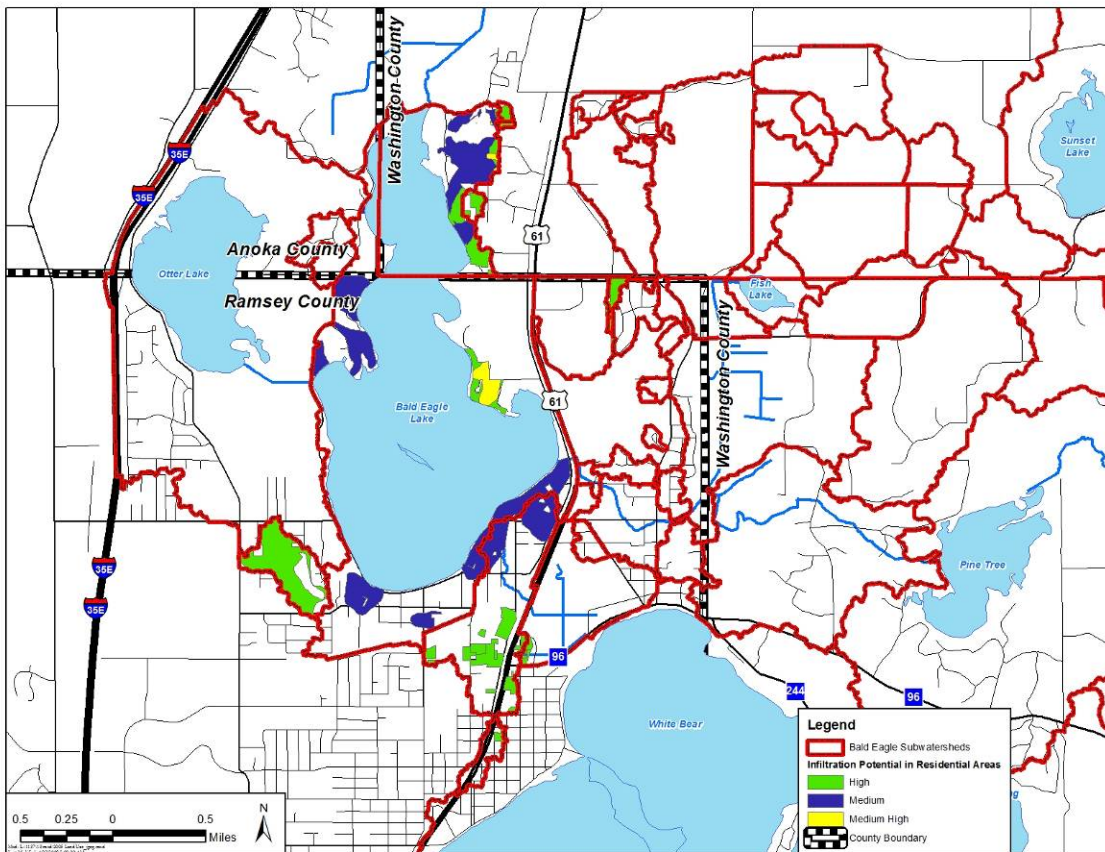 Washington County
Sunset
Lake
35E
35E
61
Anoka County
Otter Lake
Ramsey County
Fish
Lake
Washington County
61
Bald Eagle
Lake
35E
35E
Pine Tree
96
244
96
White Bear
Legend
Bald Eagle Subwatersheds
Infiltration Potential in Residential Areas
High
Medium
Medium High
County Boundary
N
0.5 0.25 0 0.5
Miles